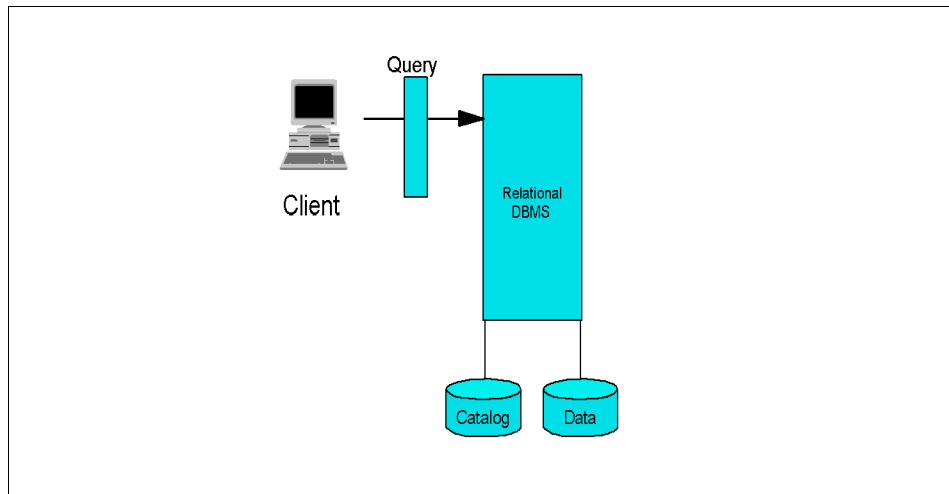 Query
Client
Relational
DBMS
Catalog
Data